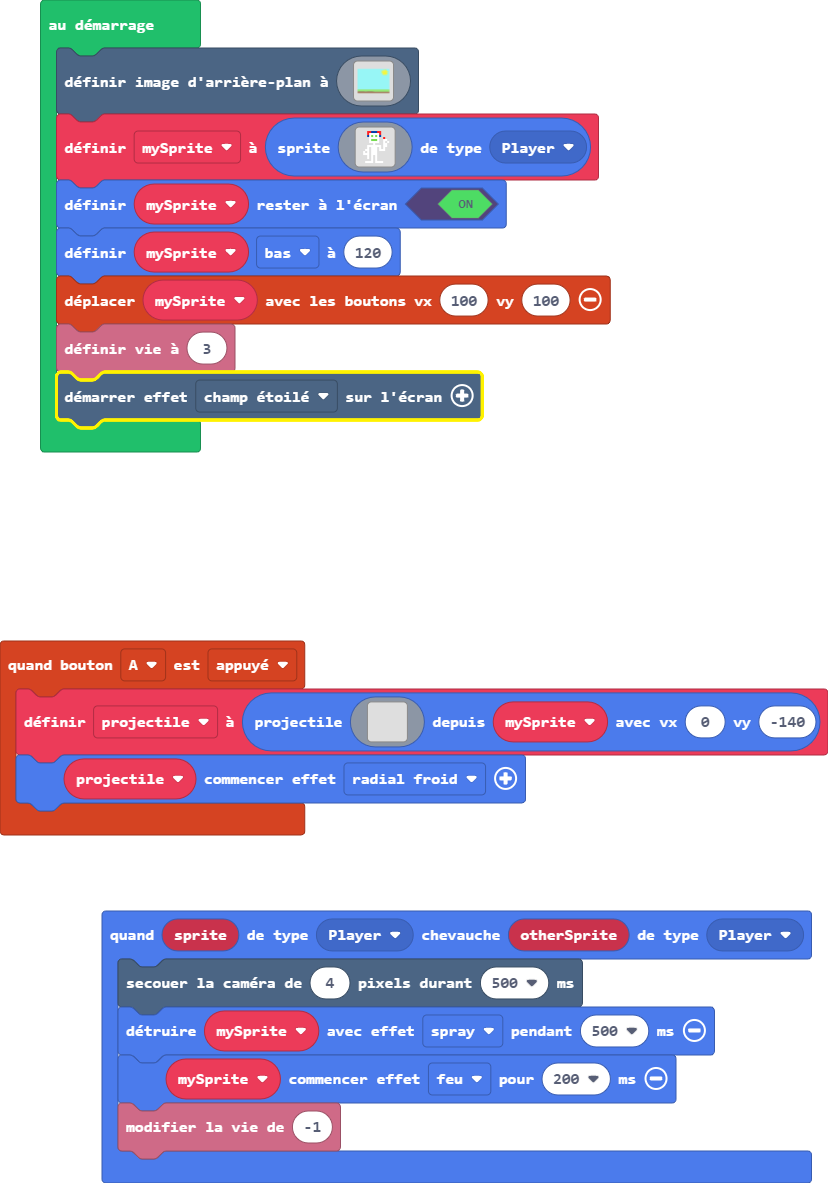 au démarrage
définir image d'arrière-plan à
définir mySprite à sprite de type Player
définir mySprite rester à l'écran ON
définir mySprite bas à 120
déplacer mySprite avec les boutons vx 100 vy 100
définir vie à 3
démarrer effet champ étoilé sur l'écran
quand bouton A est appuyé
définir projectile à projectile depuis mySprite avec vx 0 vy -140
projectile commencer effet radial froid
quand sprite de type Player chevauche otherSprite de type Player
secouer la caméra de 4 pixels durant 500 ms
détruire mySprite avec effet spray pendant 500 ms
mySprite commencer effet feu pour 200 ms
modifier la vie de -1